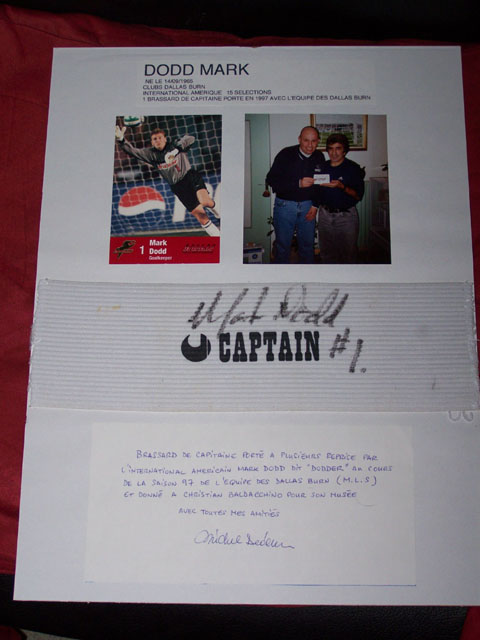 DODD MARK
NE LE 14/09/1965
CLUBS DALLAS BURN
INTERNATIONAL AMERIQUE 15 SELECTIONS
1 BRASSARD DE CAPITAINE PORTE EN 1997 AVEC L'EQUIPE DES DALLAS BURN
1 Mark
Dodd
Goalkeeper
Mark Dodd
CAPTAIN #1.
BRASSARD DE CAPITAINE PORTÉ A PLUSIEURS REPRISE PAR
L'INTERNATIONAL AMERICAIN MARK DODD DIT "DODDER" AU COURS
DE LA SAISON 97 DE L'EQUIPE DES DALLAS BURN (M.L.S)
ET DONNÉ A CHRISTIAN BALDACCHINO POUR SON MUSÉE
AVEC TOUTES MES AMITIÉS